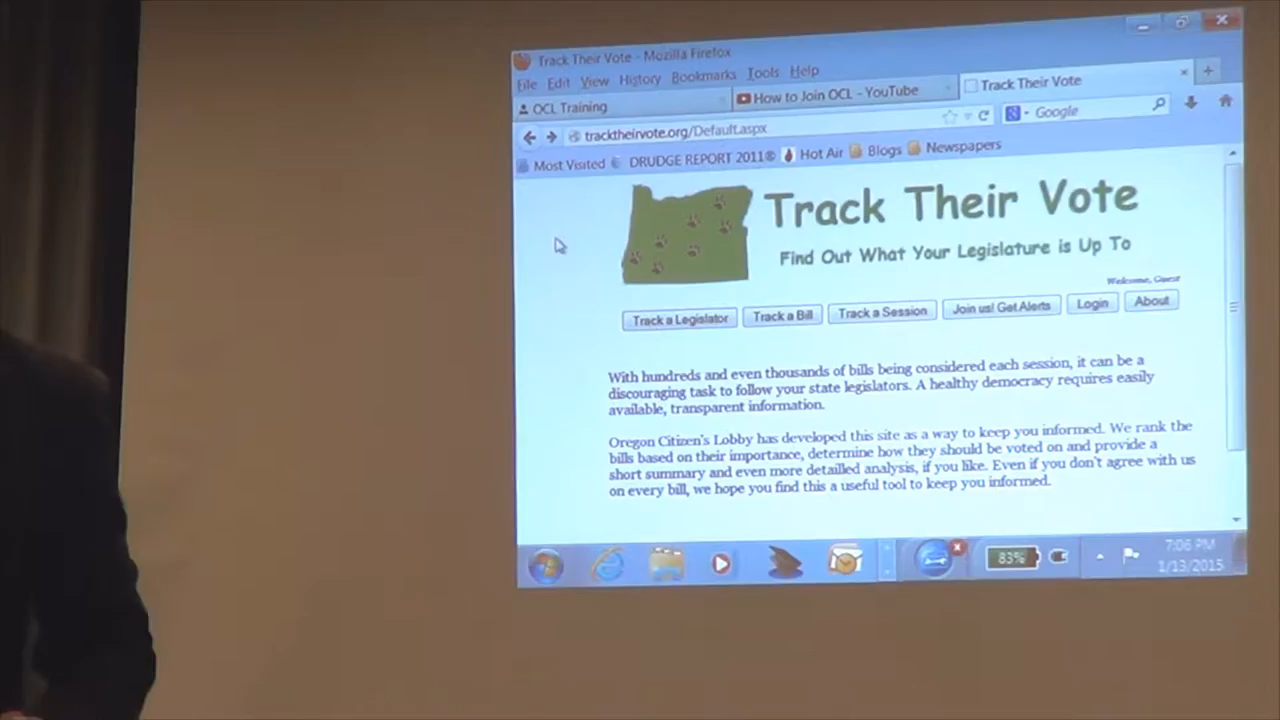 Track Their Vote - Mozilla Firefox
File Edit View History Bookmarks Tools Help
OCL Training
How to Join OCL - YouTube
Track Their Vote
tracktheirvote.org/Default.aspx
Google
Most Visited DRUDGE REPORT 2011® Hot Air Blogs Newspapers
Track Their Vote
Find Out What Your Legislature is Up To
Welcome, Guest
Track a Legislator Track a Bill Track a Session Join us! Get Alerts Login About
With hundreds and even thousands of bills being considered each session, it can be a
discouraging task to follow your state legislators. A healthy democracy requires easily
available, transparent information.
Oregon Citizen's Lobby has developed this site as a way to keep you informed. We rank the
bills based on their importance, determine how they should be voted on and provide a
short summary and even more detailled analysis, if you like. Even if you don't agree with us
on every bill, we hope you find this a useful tool to keep you informed.
83%
7:06 PM
1/13/2015